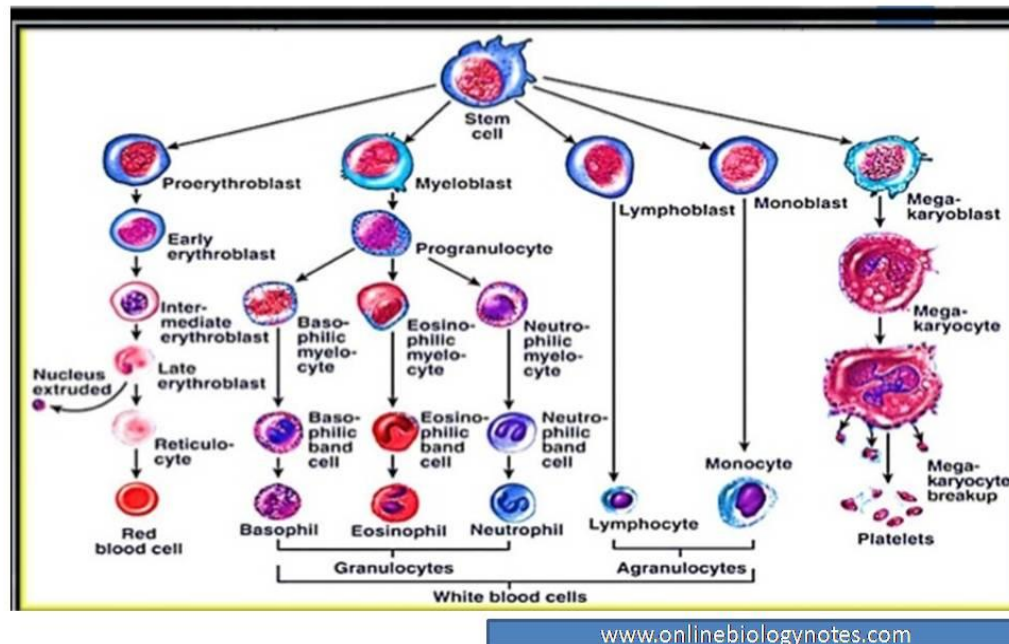 Stem
cell
Proerythroblast
Myeloblast
Lymphoblast
Monoblast
Mega-
karyoblast
Early
erythroblast
Progranulocyte
Inter-
mediate
erythroblast
Baso-
philic
myelo-
cyte
Eosino-
philic
myelo-
cyte
Neutro-
philic
myelo-
cyte
Mega-
karyocyte
Nucleus
extruded
Late
erythroblast
Reticulo-
cyte
Baso-
philic
band
cell
Eosino-
philic
band
cell
Neutro-
philic
band
cell
Monocyte
Mega-
karyocyte
breakup
Red
blood cell
Basophil
Eosinophil
Neutrophil
Lymphocyte
Platelets
Granulocytes
Agranulocytes
White blood cells
www.onlinebiologynotes.com